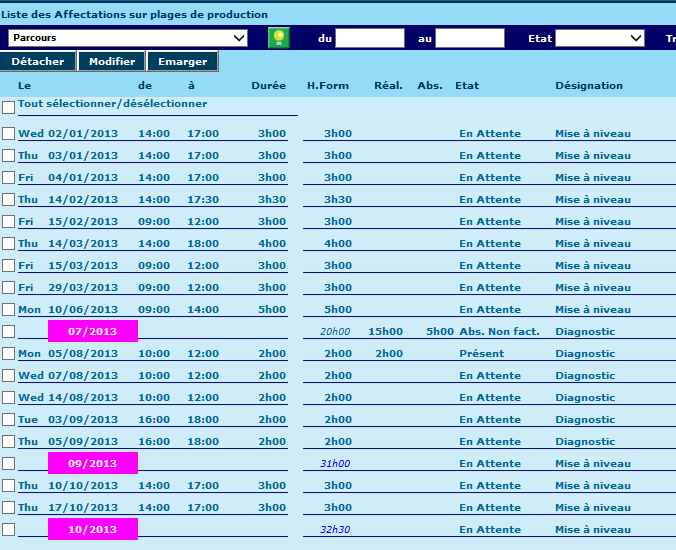 Liste des Affectations sur plages de production
Parcours du au Etat Tr
Détacher Modifier Emarger
Le de à Durée H.Form Réal. Abs. Etat Désignation
Tout sélectionner/désélectionner
Wed 02/01/2013 14:00 17:00 3h00 3h00 En Attente Mise à niveau
Thu 03/01/2013 14:00 17:00 3h00 3h00 En Attente Mise à niveau
Fri 04/01/2013 14:00 17:00 3h00 3h00 En Attente Mise à niveau
Thu 14/02/2013 14:00 17:30 3h30 3h30 En Attente Mise à niveau
Fri 15/02/2013 09:00 12:00 3h00 3h00 En Attente Mise à niveau
Thu 14/03/2013 14:00 18:00 4h00 4h00 En Attente Mise à niveau
Fri 15/03/2013 09:00 12:00 3h00 3h00 En Attente Mise à niveau
Fri 29/03/2013 09:00 12:00 3h00 3h00 En Attente Mise à niveau
Mon 10/06/2013 09:00 14:00 5h00 5h00 En Attente Mise à niveau
07/2013 20h00 15h00 5h00 Abs. Non fact. Diagnostic
Mon 05/08/2013 10:00 12:00 2h00 2h00 2h00 Présent Diagnostic
Wed 07/08/2013 10:00 12:00 2h00 2h00 En Attente Diagnostic
Wed 14/08/2013 10:00 12:00 2h00 2h00 En Attente Diagnostic
Tue 03/09/2013 16:00 18:00 2h00 2h00 En Attente Diagnostic
Thu 05/09/2013 16:00 18:00 2h00 2h00 En Attente Diagnostic
09/2013 31h00 En Attente Mise à niveau
Thu 10/10/2013 14:00 17:00 3h00 3h00 En Attente Mise à niveau
Thu 17/10/2013 14:00 17:00 3h00 3h00 En Attente Mise à niveau
10/2013 32h30 En Attente Mise à niveau